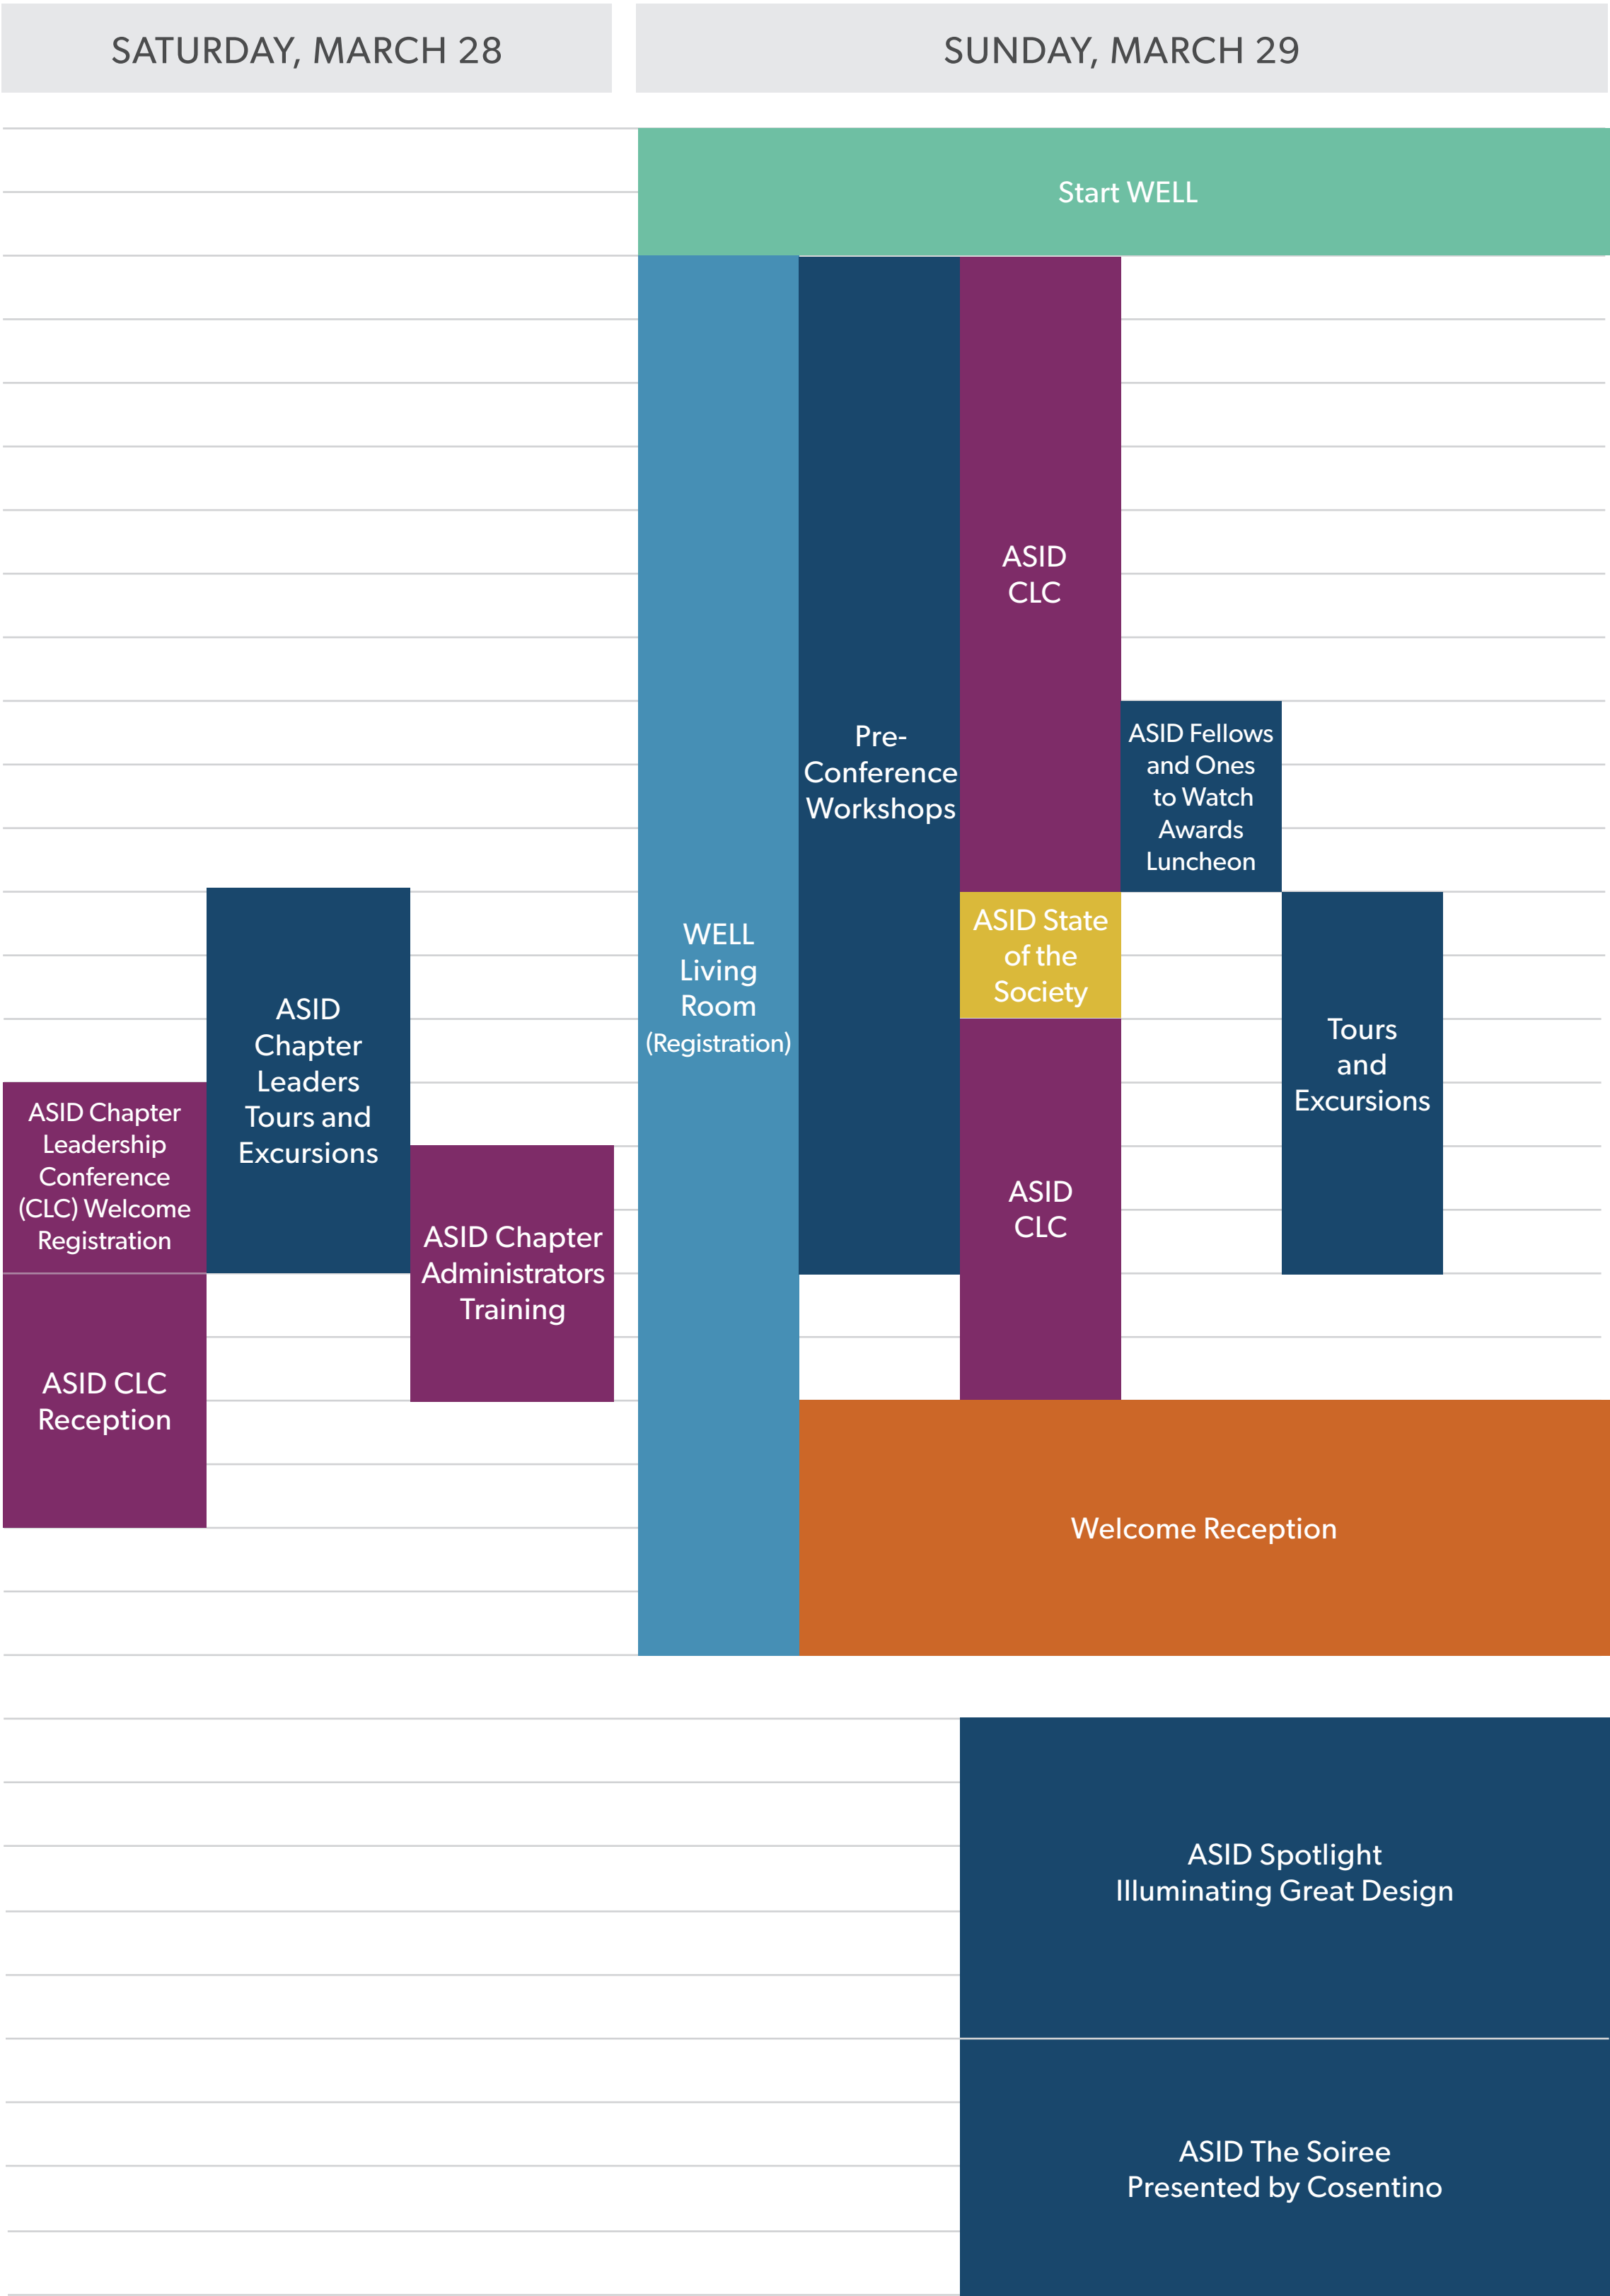 SATURDAY, MARCH 28
SUNDAY, MARCH 29
Start WELL
ASID
CLC
Pre-
Conference
Workshops
ASID Fellows
and Ones
to Watch
Awards
Luncheon
WELL
Living
Room
(Registration)
ASID State
of the
Society
ASID
Chapter
Leaders
Tours and
Excursions
Tours
and
Excursions
ASID Chapter
Leadership
Conference
(CLC) Welcome
Registration
ASID
CLC
ASID Chapter
Administrators
Training
ASID CLC
Reception
Welcome Reception
ASID Spotlight
Illuminating Great Design
ASID The Soiree
Presented by Cosentino